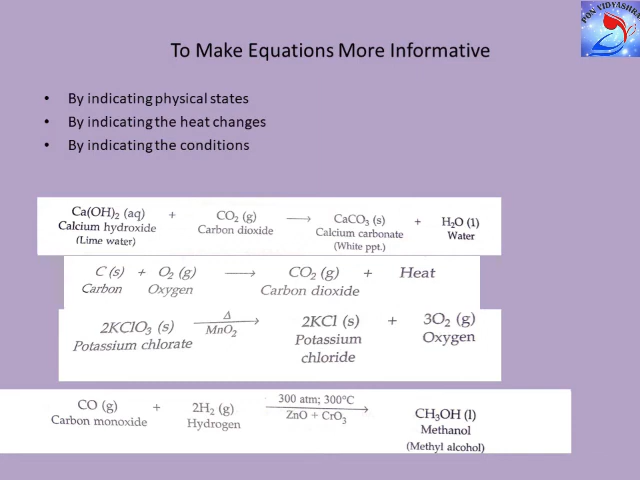 PON VIDYASHRA
To Make Equations More Informative
• By indicating physical states
• By indicating the heat changes
• By indicating the conditions
Ca(OH)₂ (aq) + CO₂ (g) ⟶ CaCO₃ (s) + H₂O (l)
Calcium hydroxide Carbon dioxide Calcium carbonate Water
(Lime water) (White ppt.)
C (s) + O₂ (g) ⟶ CO₂ (g) + Heat
Carbon Oxygen Carbon dioxide
Δ
2KClO₃ (s) ⟶ 2KCl (s) + 3O₂ (g)
MnO₂
Potassium chlorate Potassium Oxygen
chloride
300 atm; 300°C
CO (g) + 2H₂ (g) ⟶ CH₃OH (l)
ZnO + CrO₃
Carbon monoxide Hydrogen Methanol
(Methyl alcohol)